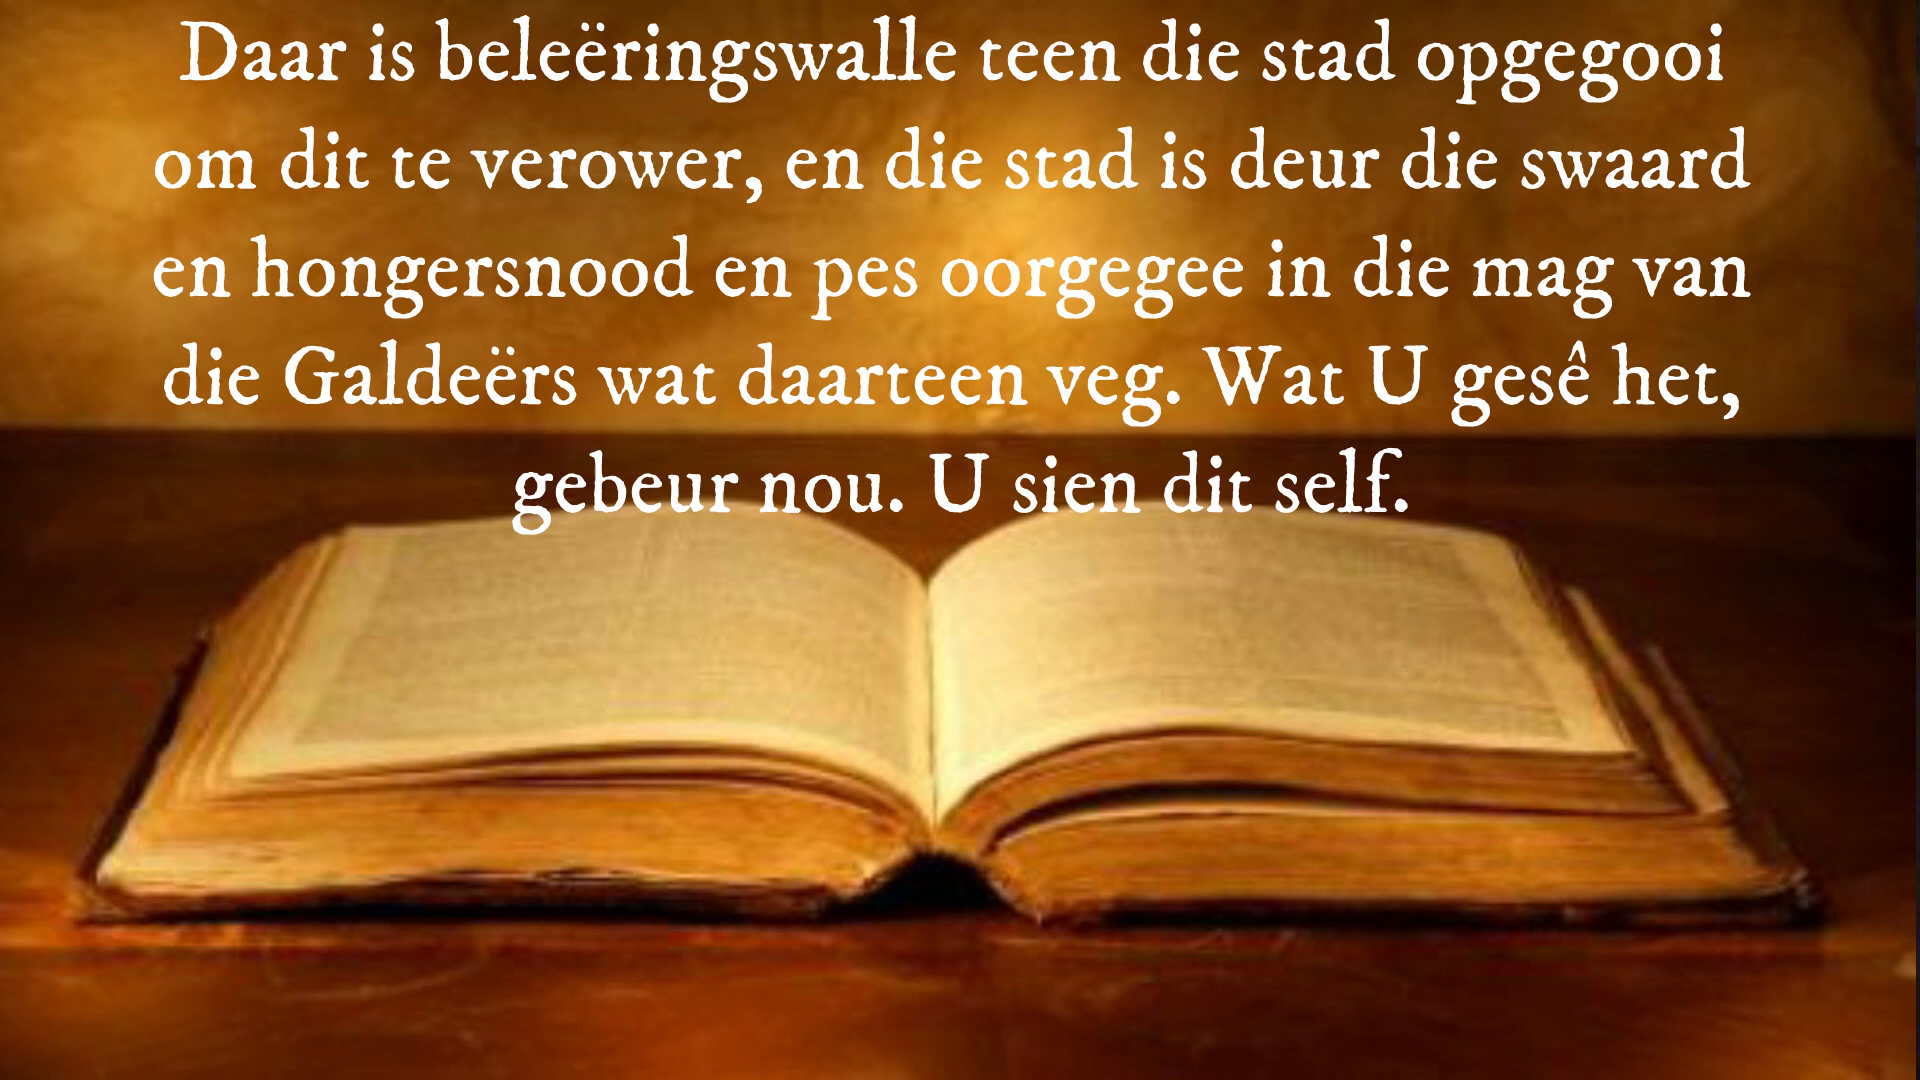 Daar is beleëringswalle teen die stad opgegooi
om dit te verower, en die stad is deur die swaard
en hongersnood en pes oorgegee in die mag van
die Galdeërs wat daarteen veg. Wat U gesê het,
gebeur nou. U sien dit self.